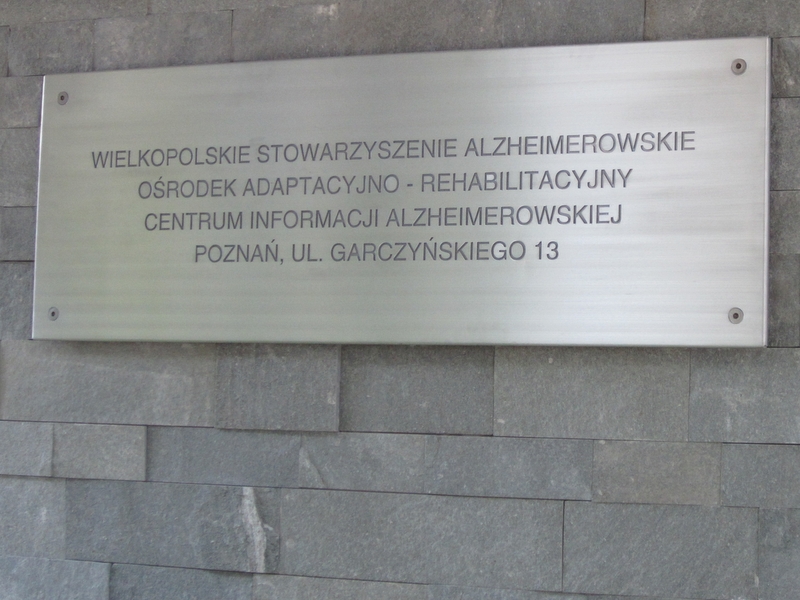 WIELKOPOLSKIE STOWARZYSZENIE ALZHEIMEROWSKIE
OŚRODEK ADAPTACYJNO - REHABILITACYJNY
CENTRUM INFORMACJI ALZHEIMEROWSKIEJ
POZNAŃ, UL. GARCZYŃSKIEGO 13